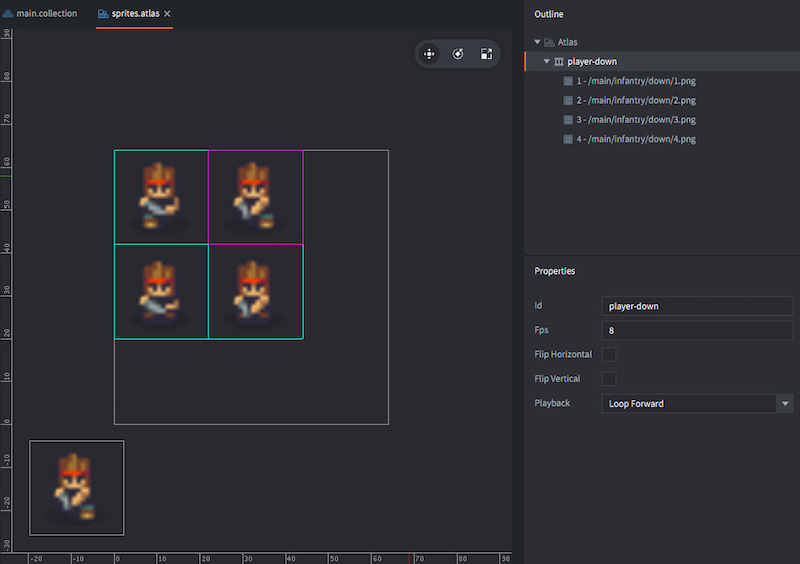 main.collection
sprites.atlas
Outline
Atlas
player-down
1 - /main/infantry/down/1.png
2 - /main/infantry/down/2.png
3 - /main/infantry/down/3.png
4 - /main/infantry/down/4.png
Properties
Id player-down
Fps 8
Flip Horizontal
Flip Vertical
Playback Loop Forward
90
80
70
60
50
40
30
20
10
0
-10
-20
-30
-20 -10 0 10 20 30 40 50 60 70 80 90